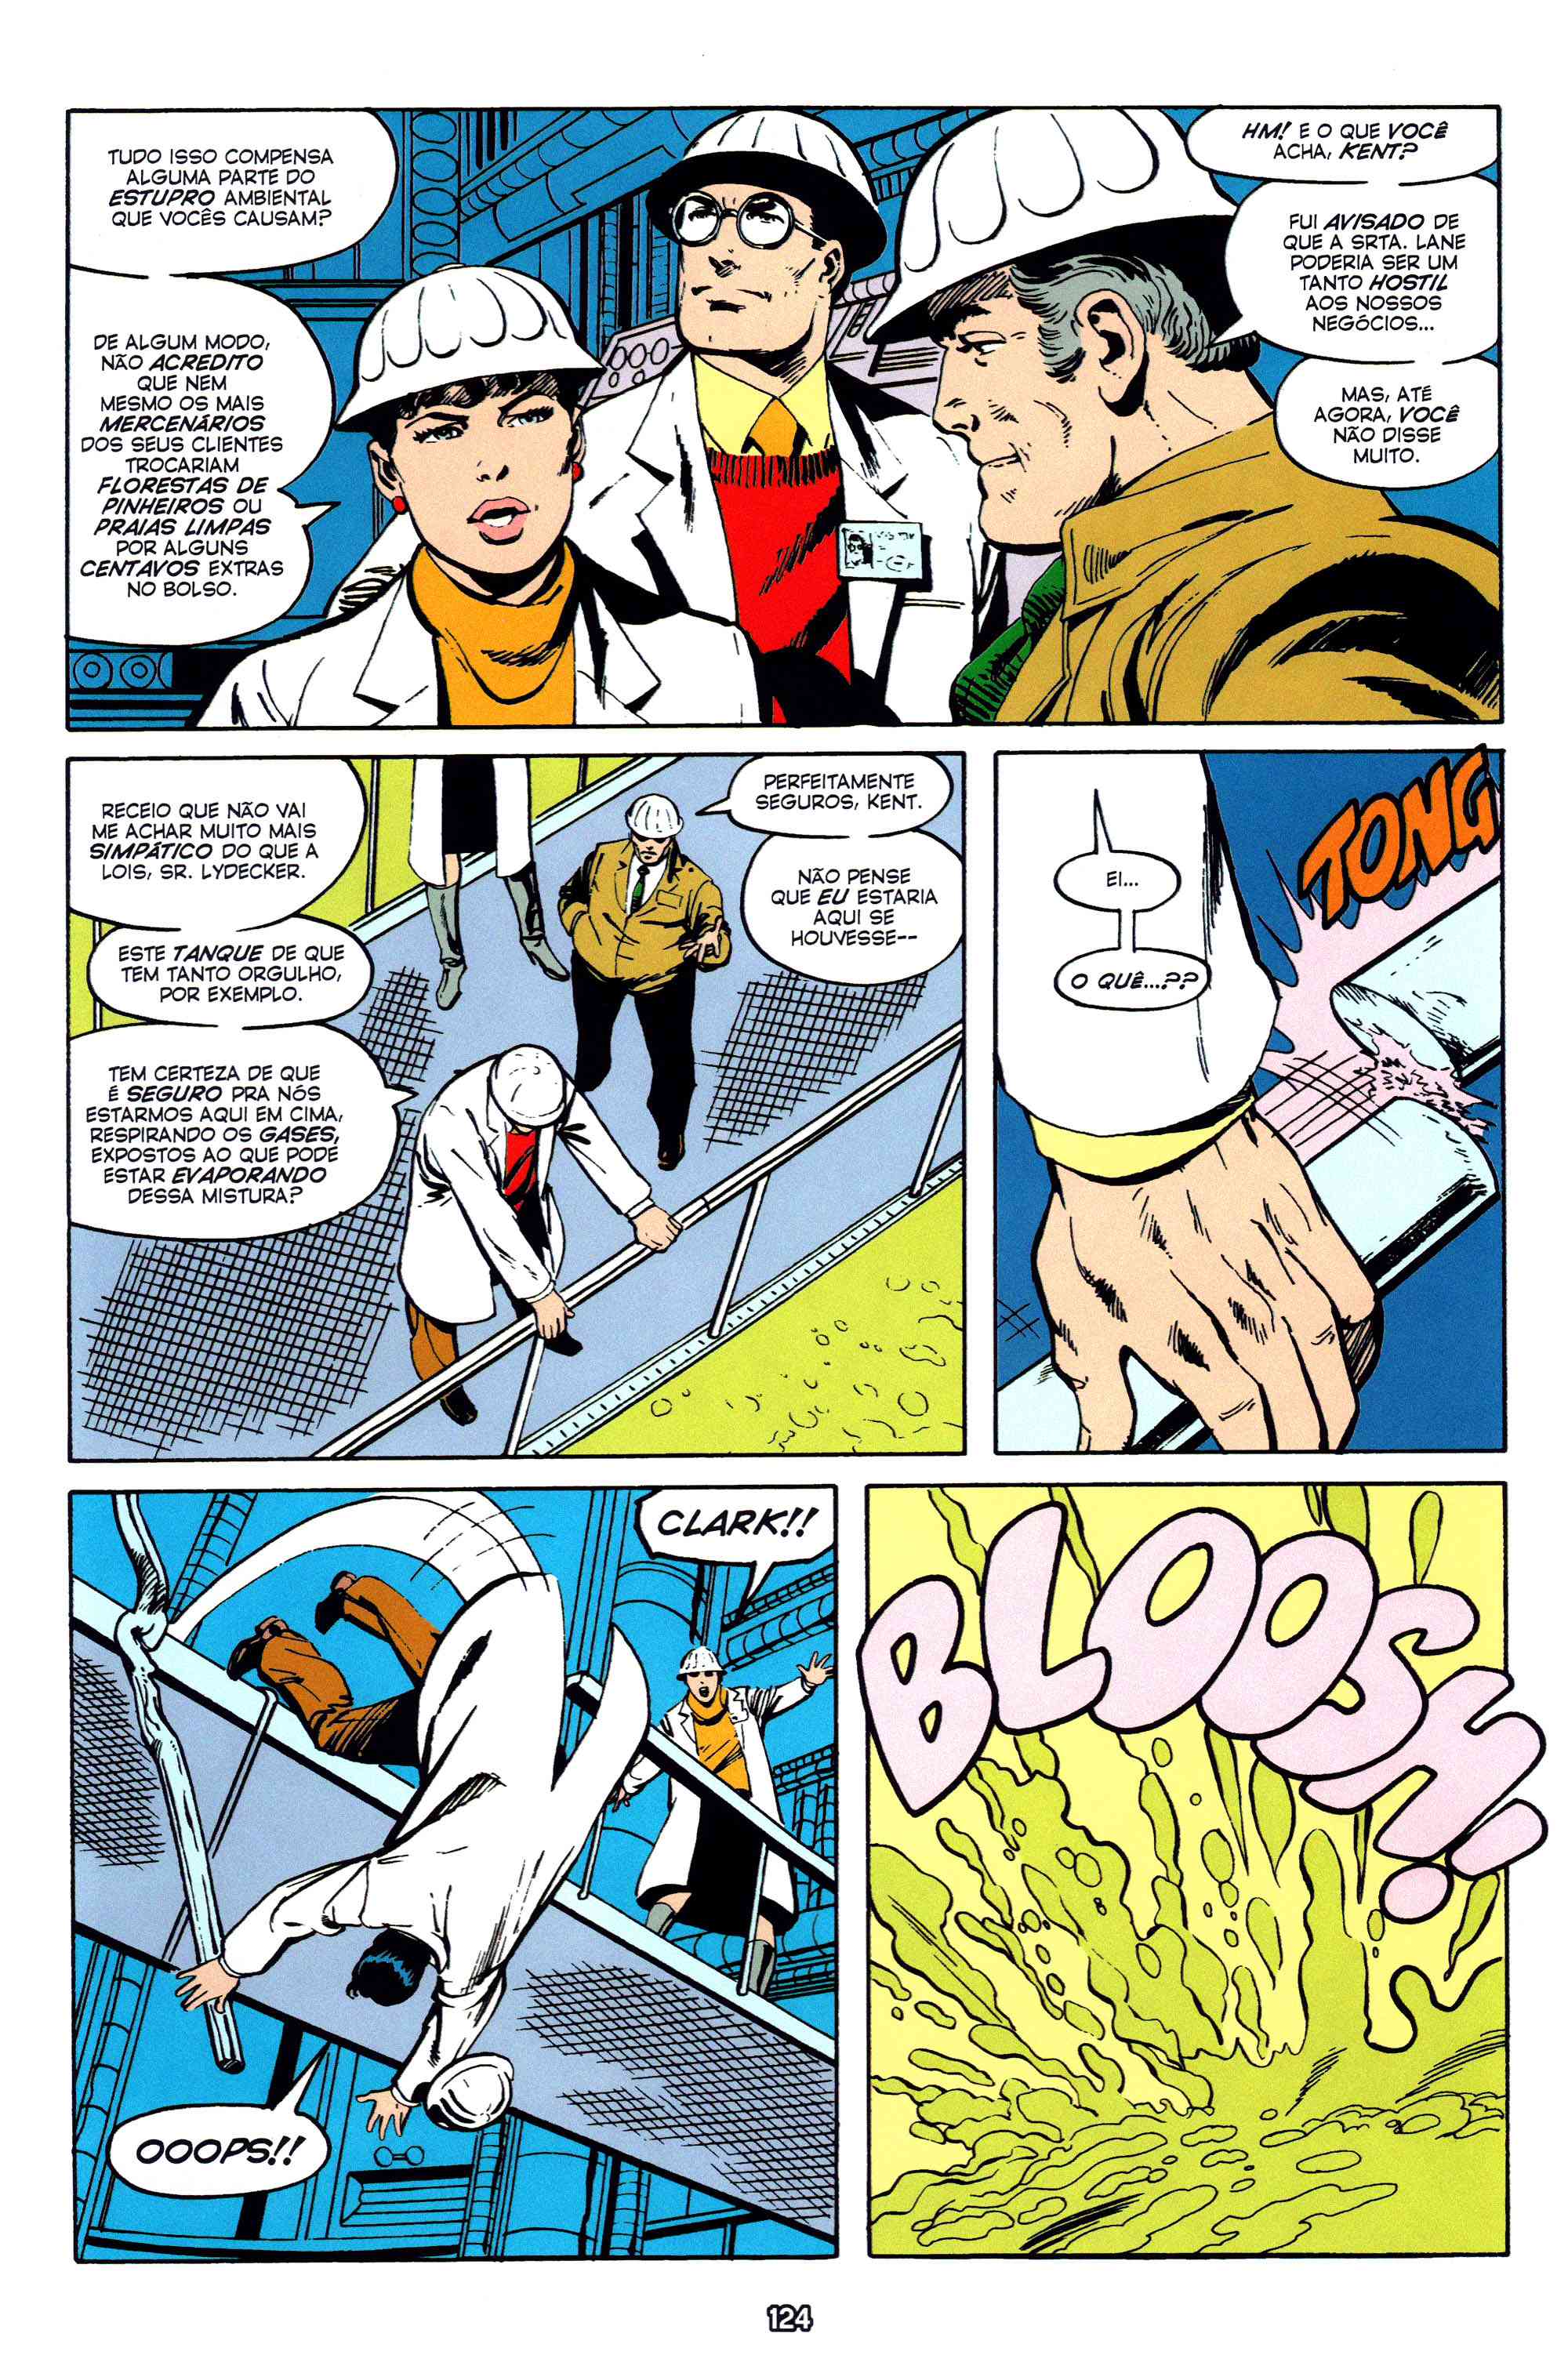 TUDO ISSO COMPENSA
ALGUMA PARTE DO
ESTUPRO AMBIENTAL
QUE VOCÊS CAUSAM?
DE ALGUM MODO,
NÃO ACREDITO
QUE NEM
MESMO OS MAIS
MERCENÁRIOS
DOS SEUS CLIENTES
TROCARIAM
FLORESTAS DE
PINHEIROS OU
PRAIAS LIMPAS
POR ALGUNS
CENTAVOS EXTRAS
NO BOLSO.
HM! E O QUE VOCÊ
ACHA, KENT?
FUI AVISADO DE
QUE A SRTA. LANE
PODERIA SER UM
TANTO HOSTIL
AOS NOSSOS
NEGÓCIOS...
MAS, ATÉ
AGORA, VOCÊ
NÃO DISSE
MUITO.
RECEIO QUE NÃO VAI
ME ACHAR MUITO MAIS
SIMPÁTICO DO QUE A
LOIS, SR. LYDECKER.
ESTE TANQUE DE QUE
TEM TANTO ORGULHO,
POR EXEMPLO.
TEM CERTEZA DE QUE
É SEGURO PRA NÓS
ESTARMOS AQUI EM CIMA,
RESPIRANDO OS GASES,
EXPOSTOS AO QUE PODE
ESTAR EVAPORANDO
DESSA MISTURA?
PERFEITAMENTE
SEGUROS, KENT.
NÃO PENSE
QUE EU ESTARIA
AQUI SE
HOUVESSE--
EI...
O QUÊ...??
TONG
CLARK!!
OOOPS!!
BLOOSH!
124